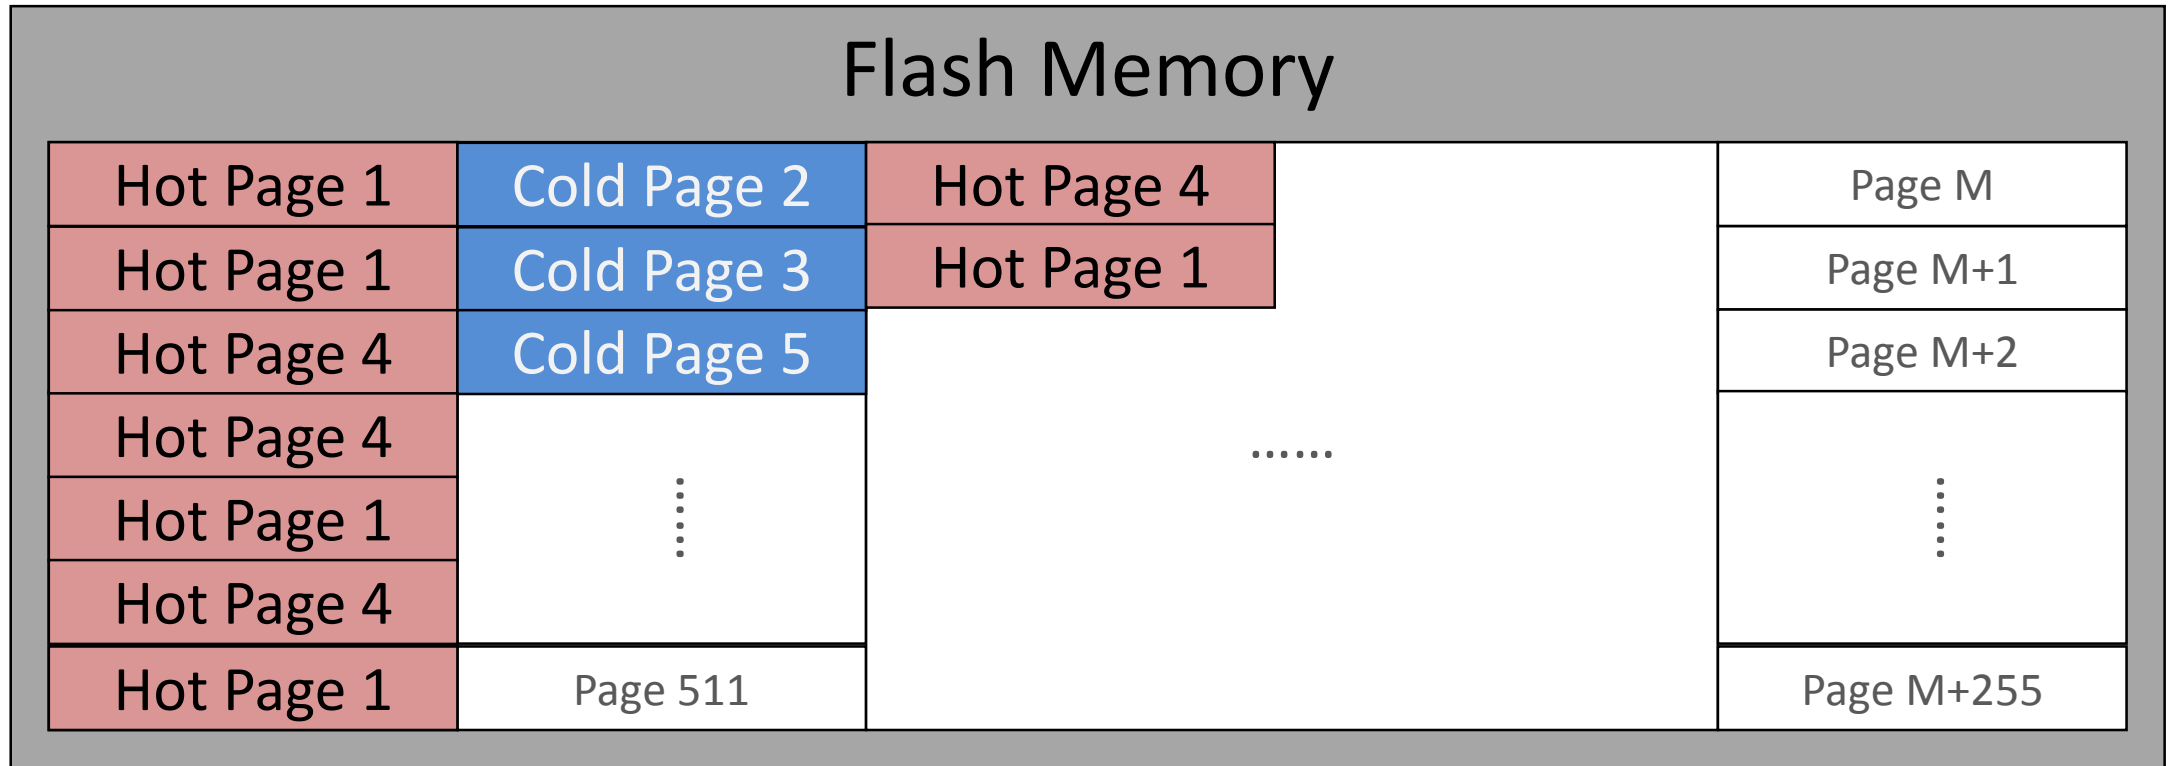 Flash Memory
Hot Page 1
Hot Page 1
Hot Page 4
Hot Page 4
Hot Page 1
Hot Page 4
Hot Page 1
Cold Page 2
Cold Page 3
Cold Page 5
......
Page 511
Hot Page 4
Hot Page 1
......
Page M
Page M+1
Page M+2
......
Page M+255